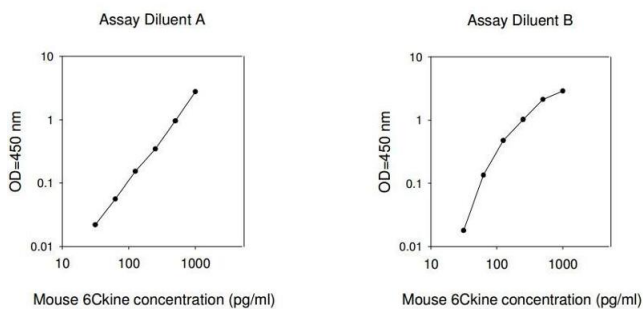 Assay Diluent A
10
1
0.1
0.01
OD=450 nm
10 100 1000
Mouse 6Ckine concentration (pg/ml)
Assay Diluent B
10
1
0.1
0.01
OD=450 nm
10 100 1000
Mouse 6Ckine concentration (pg/ml)